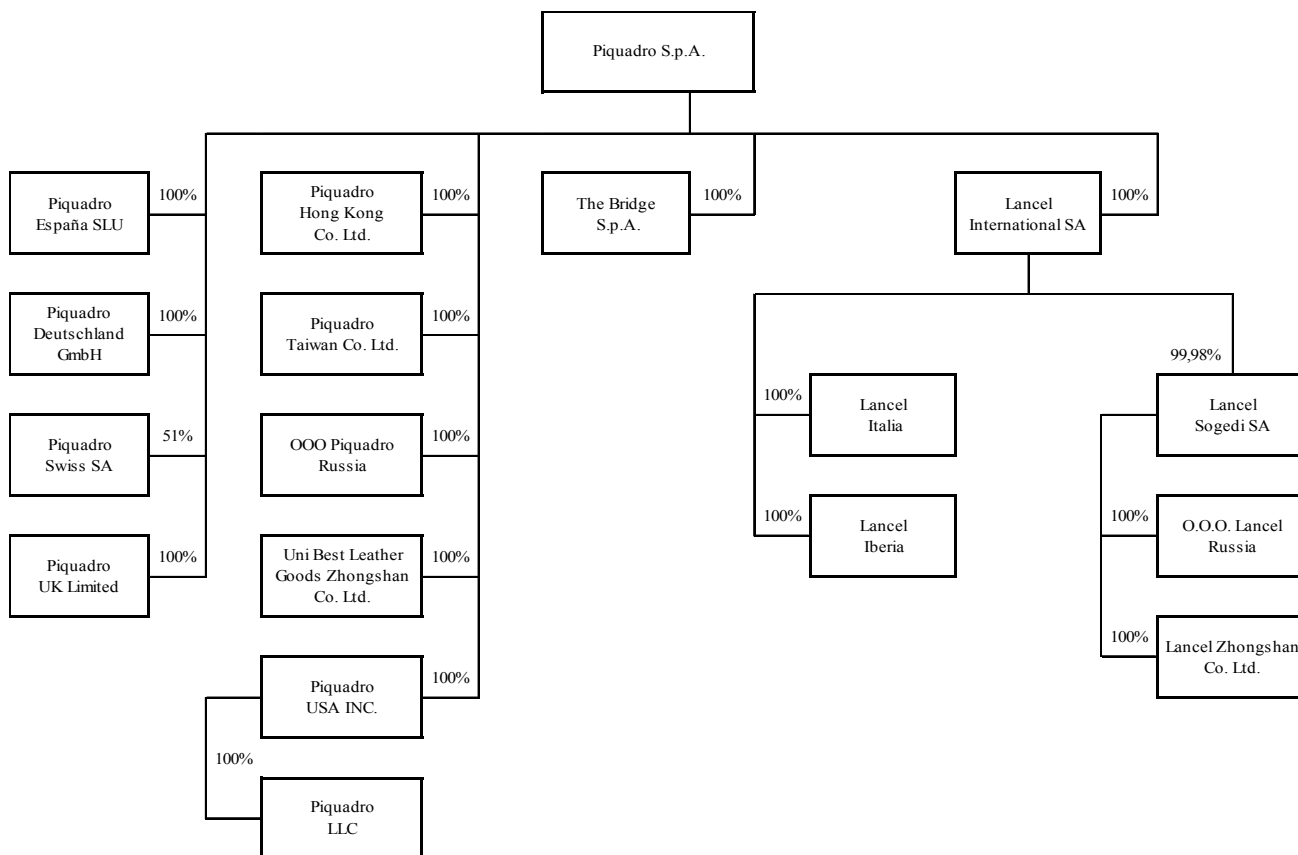 Piquadro S.p.A.
Piquadro
España SLU
100%
Piquadro
Hong Kong
Co. Ltd.
100%
The Bridge
S.p.A.
100%
Lancel
International SA
100%
Piquadro
Deutschland
GmbH
100%
Piquadro
Taiwan Co. Ltd.
100%
99,98%
Piquadro
Swiss SA
51%
OOO Piquadro
Russia
100%
100%
Lancel
Italia
Lancel
Sogedi SA
Piquadro
UK Limited
100%
Uni Best Leather
Goods Zhongshan
Co. Ltd.
100%
100%
Lancel
Iberia
100%
O.O.O. Lancel
Russia
Piquadro
USA INC.
100%
100%
Lancel Zhongshan
Co. Ltd.
100%
Piquadro
LLC